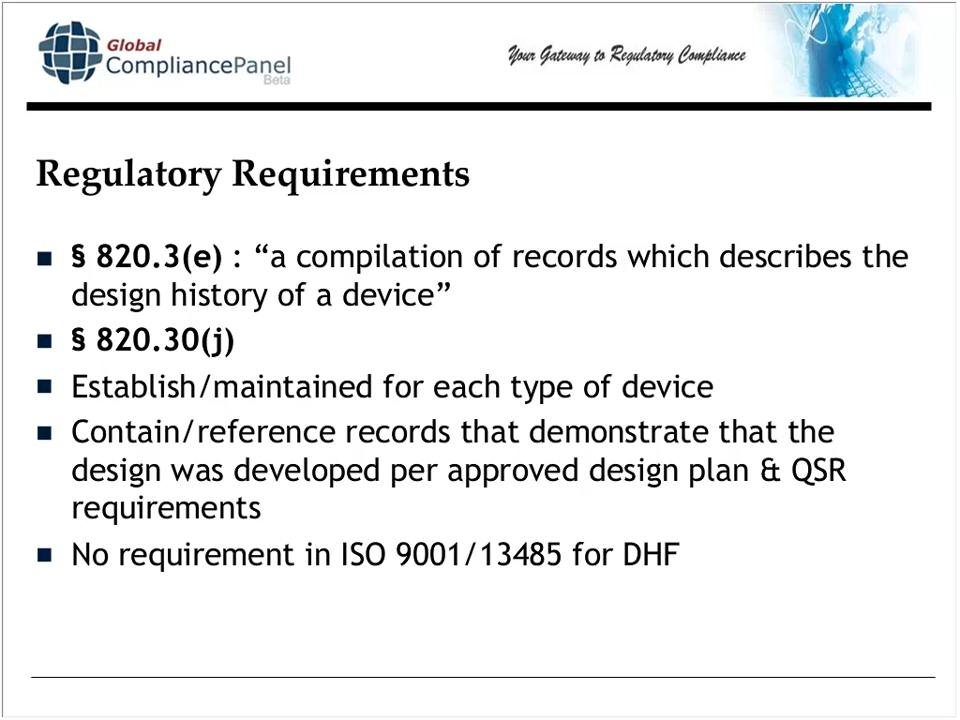 Global
CompliancePanel
Beta
Your Gateway to Regulatory Compliance
Regulatory Requirements
§ 820.3(e) : “a compilation of records which describes the
design history of a device”
§ 820.30(j)
Establish/maintained for each type of device
Contain/reference records that demonstrate that the
design was developed per approved design plan & QSR
requirements
No requirement in ISO 9001/13485 for DHF